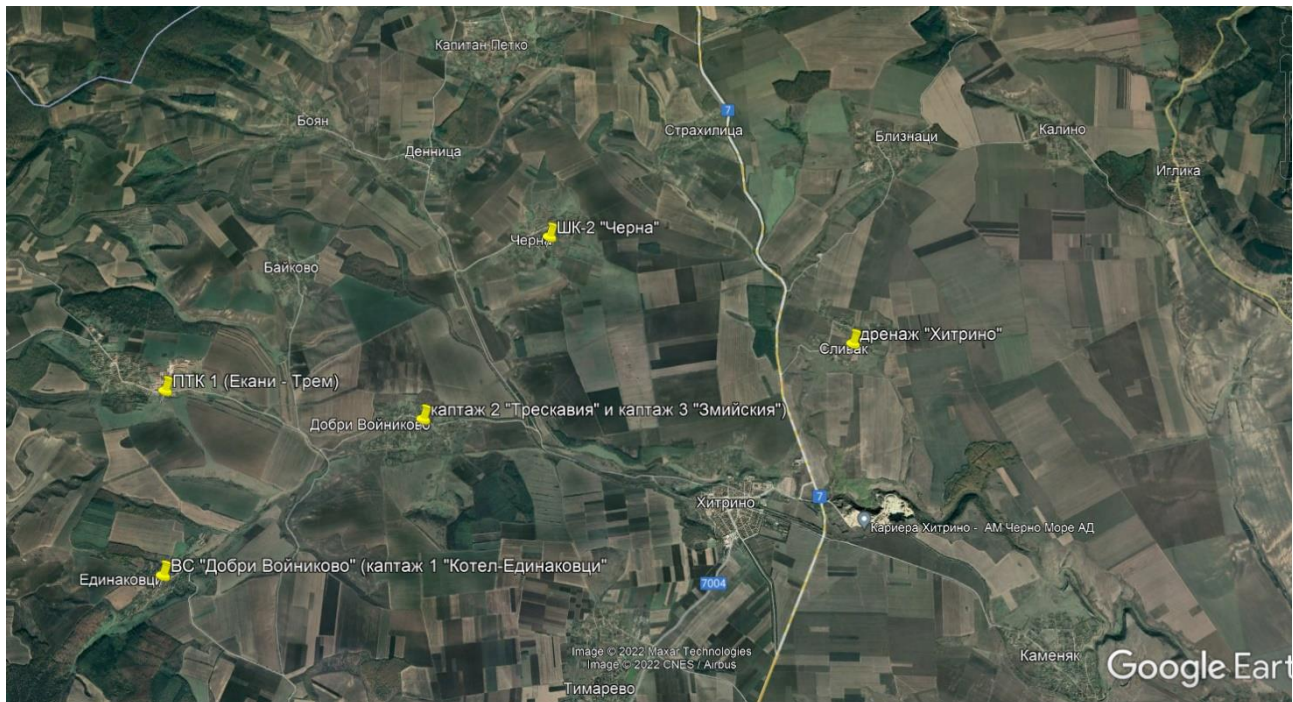 Капитан Петко
7
Боян
Страхилица
Близнаци
Калино
Денница
Иглика
ШК-2 "Черна"
Черна
Байково
дренаж "Хитрино"
Сливак
ПТК 1 (Екани - Трем)
каптаж 2 "Трескавия" и каптаж 3 "Змийския")
Добри Войниково
Хитрино
7
Кариера Хитрино - АМ Черно Море АД
ВС "Добри Войниково" (каптаж 1 "Котел-Единаковци"
Единаковци
7004
Image © 2022 Maxar Technologies
Image © 2022 CNES / Airbus
Каменяк
Google Eart
Тимарево